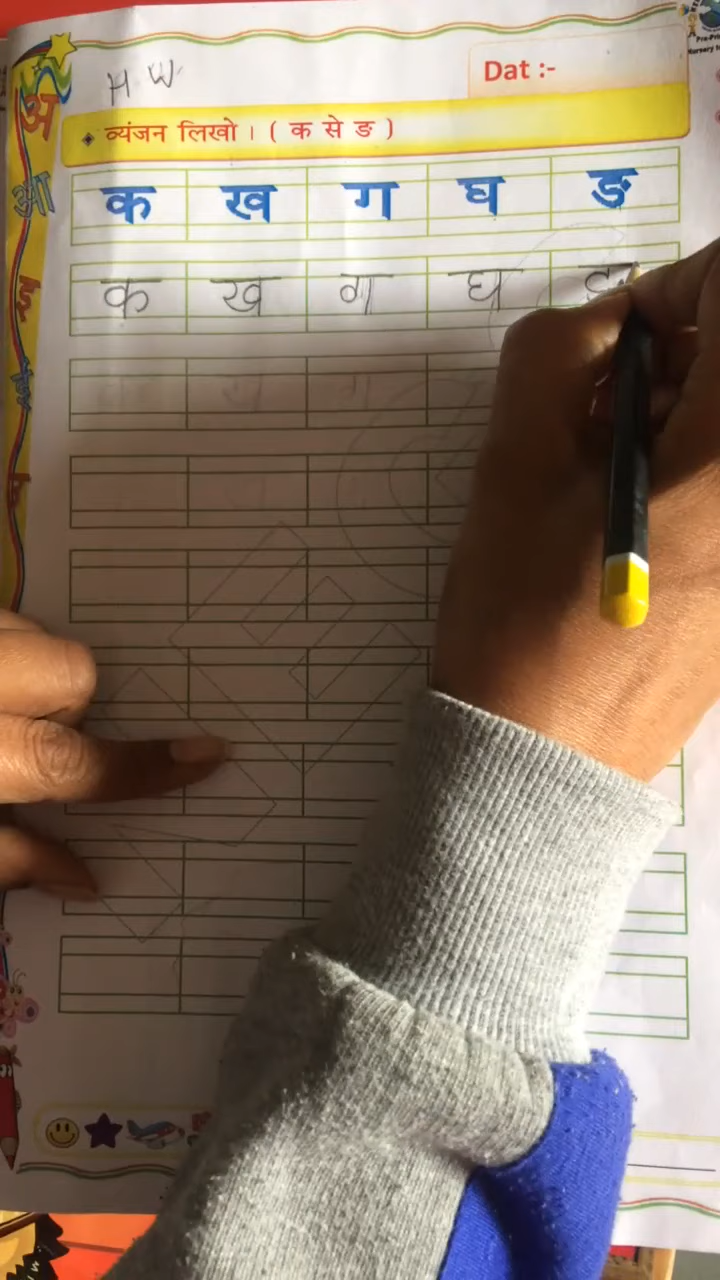 H W
Dat :-
व्यंजन लिखो । ( क से ङ )
क ख ग घ ङ
क ख ग घ ङ
अ
आ
इ